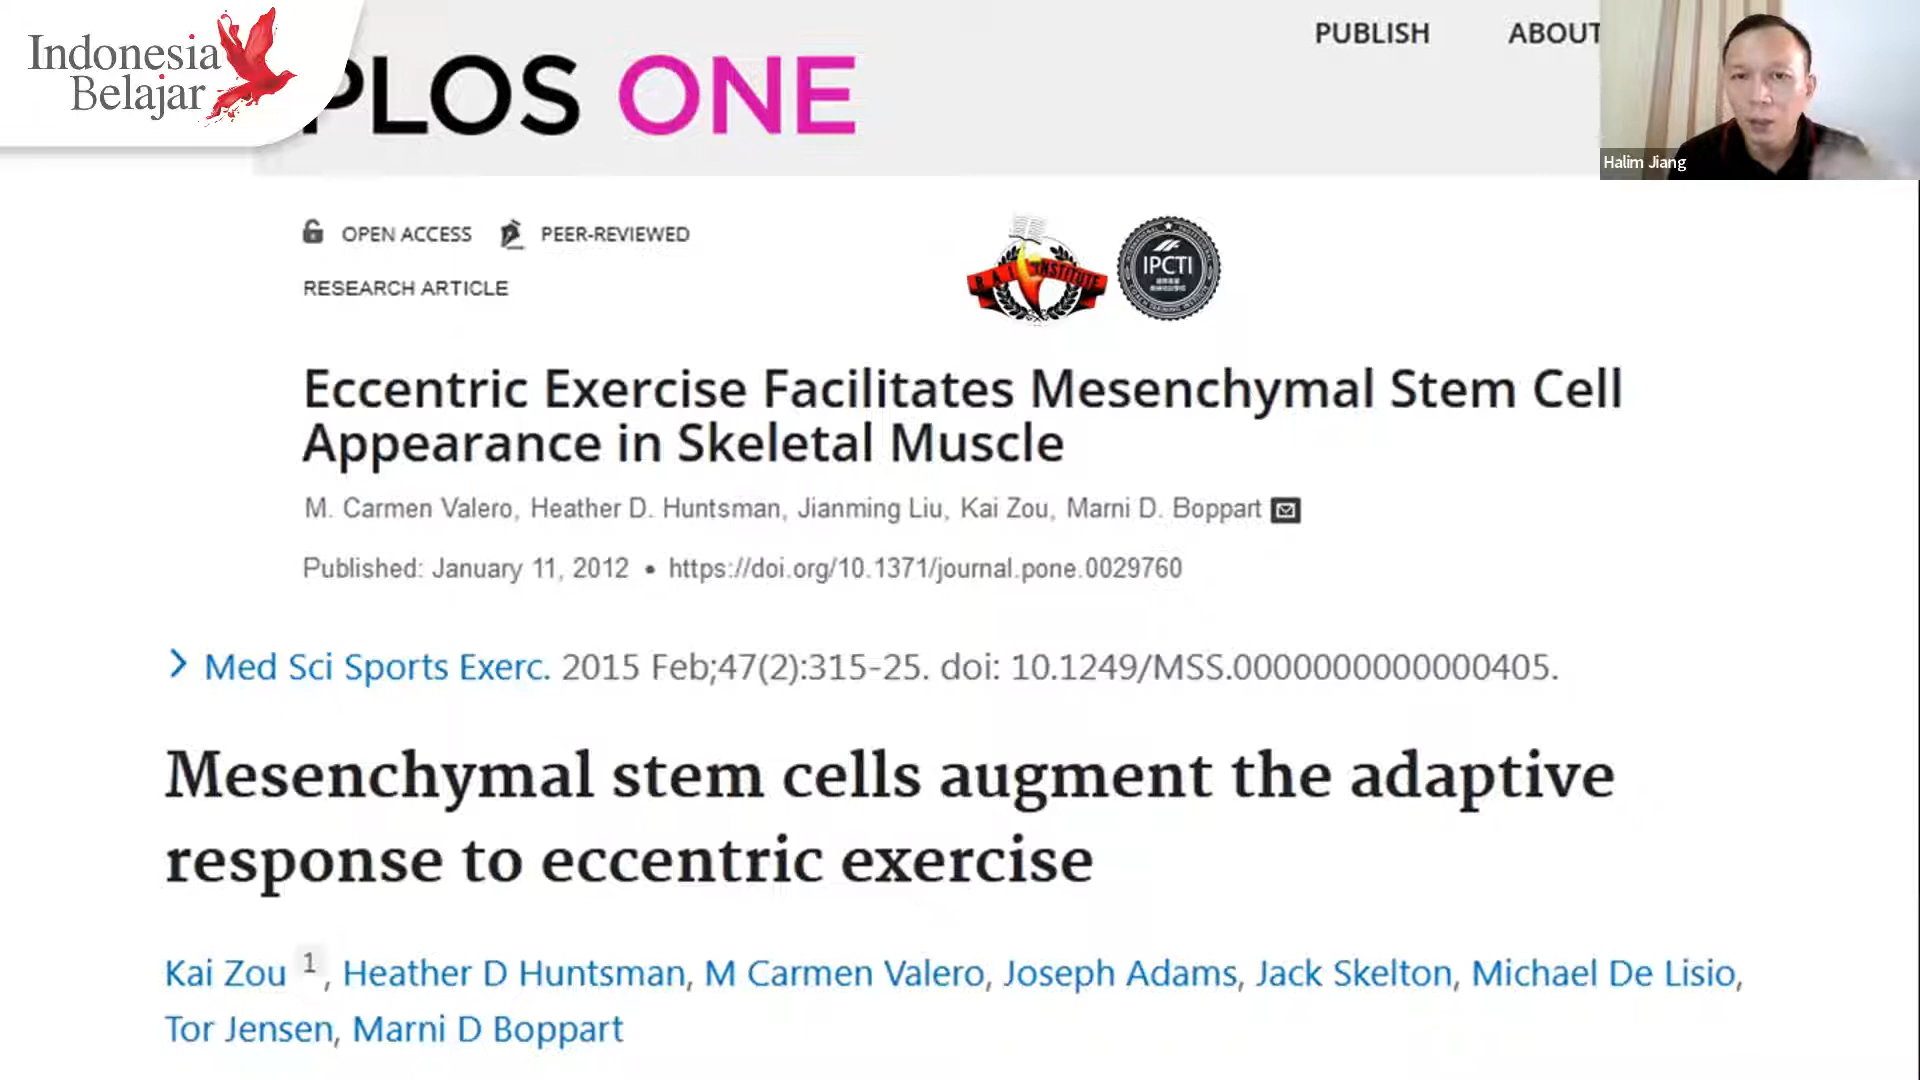 Indonesia
Belajar
PLOS ONE
PUBLISH
ABOUT
Halim Jiang
OPEN ACCESS
PEER-REVIEWED
RAI INSTITUTE
IPCTI
RESEARCH ARTICLE
Eccentric Exercise Facilitates Mesenchymal Stem Cell
Appearance in Skeletal Muscle
M. Carmen Valero, Heather D. Huntsman, Jianming Liu, Kai Zou, Marni D. Boppart
Published: January 11, 2012 • https://doi.org/10.1371/journal.pone.0029760
> Med Sci Sports Exerc. 2015 Feb;47(2):315-25. doi: 10.1249/MSS.0000000000000405.
Mesenchymal stem cells augment the adaptive
response to eccentric exercise
Kai Zou 1, Heather D Huntsman, M Carmen Valero, Joseph Adams, Jack Skelton, Michael De Lisio,
Tor Jensen, Marni D Boppart